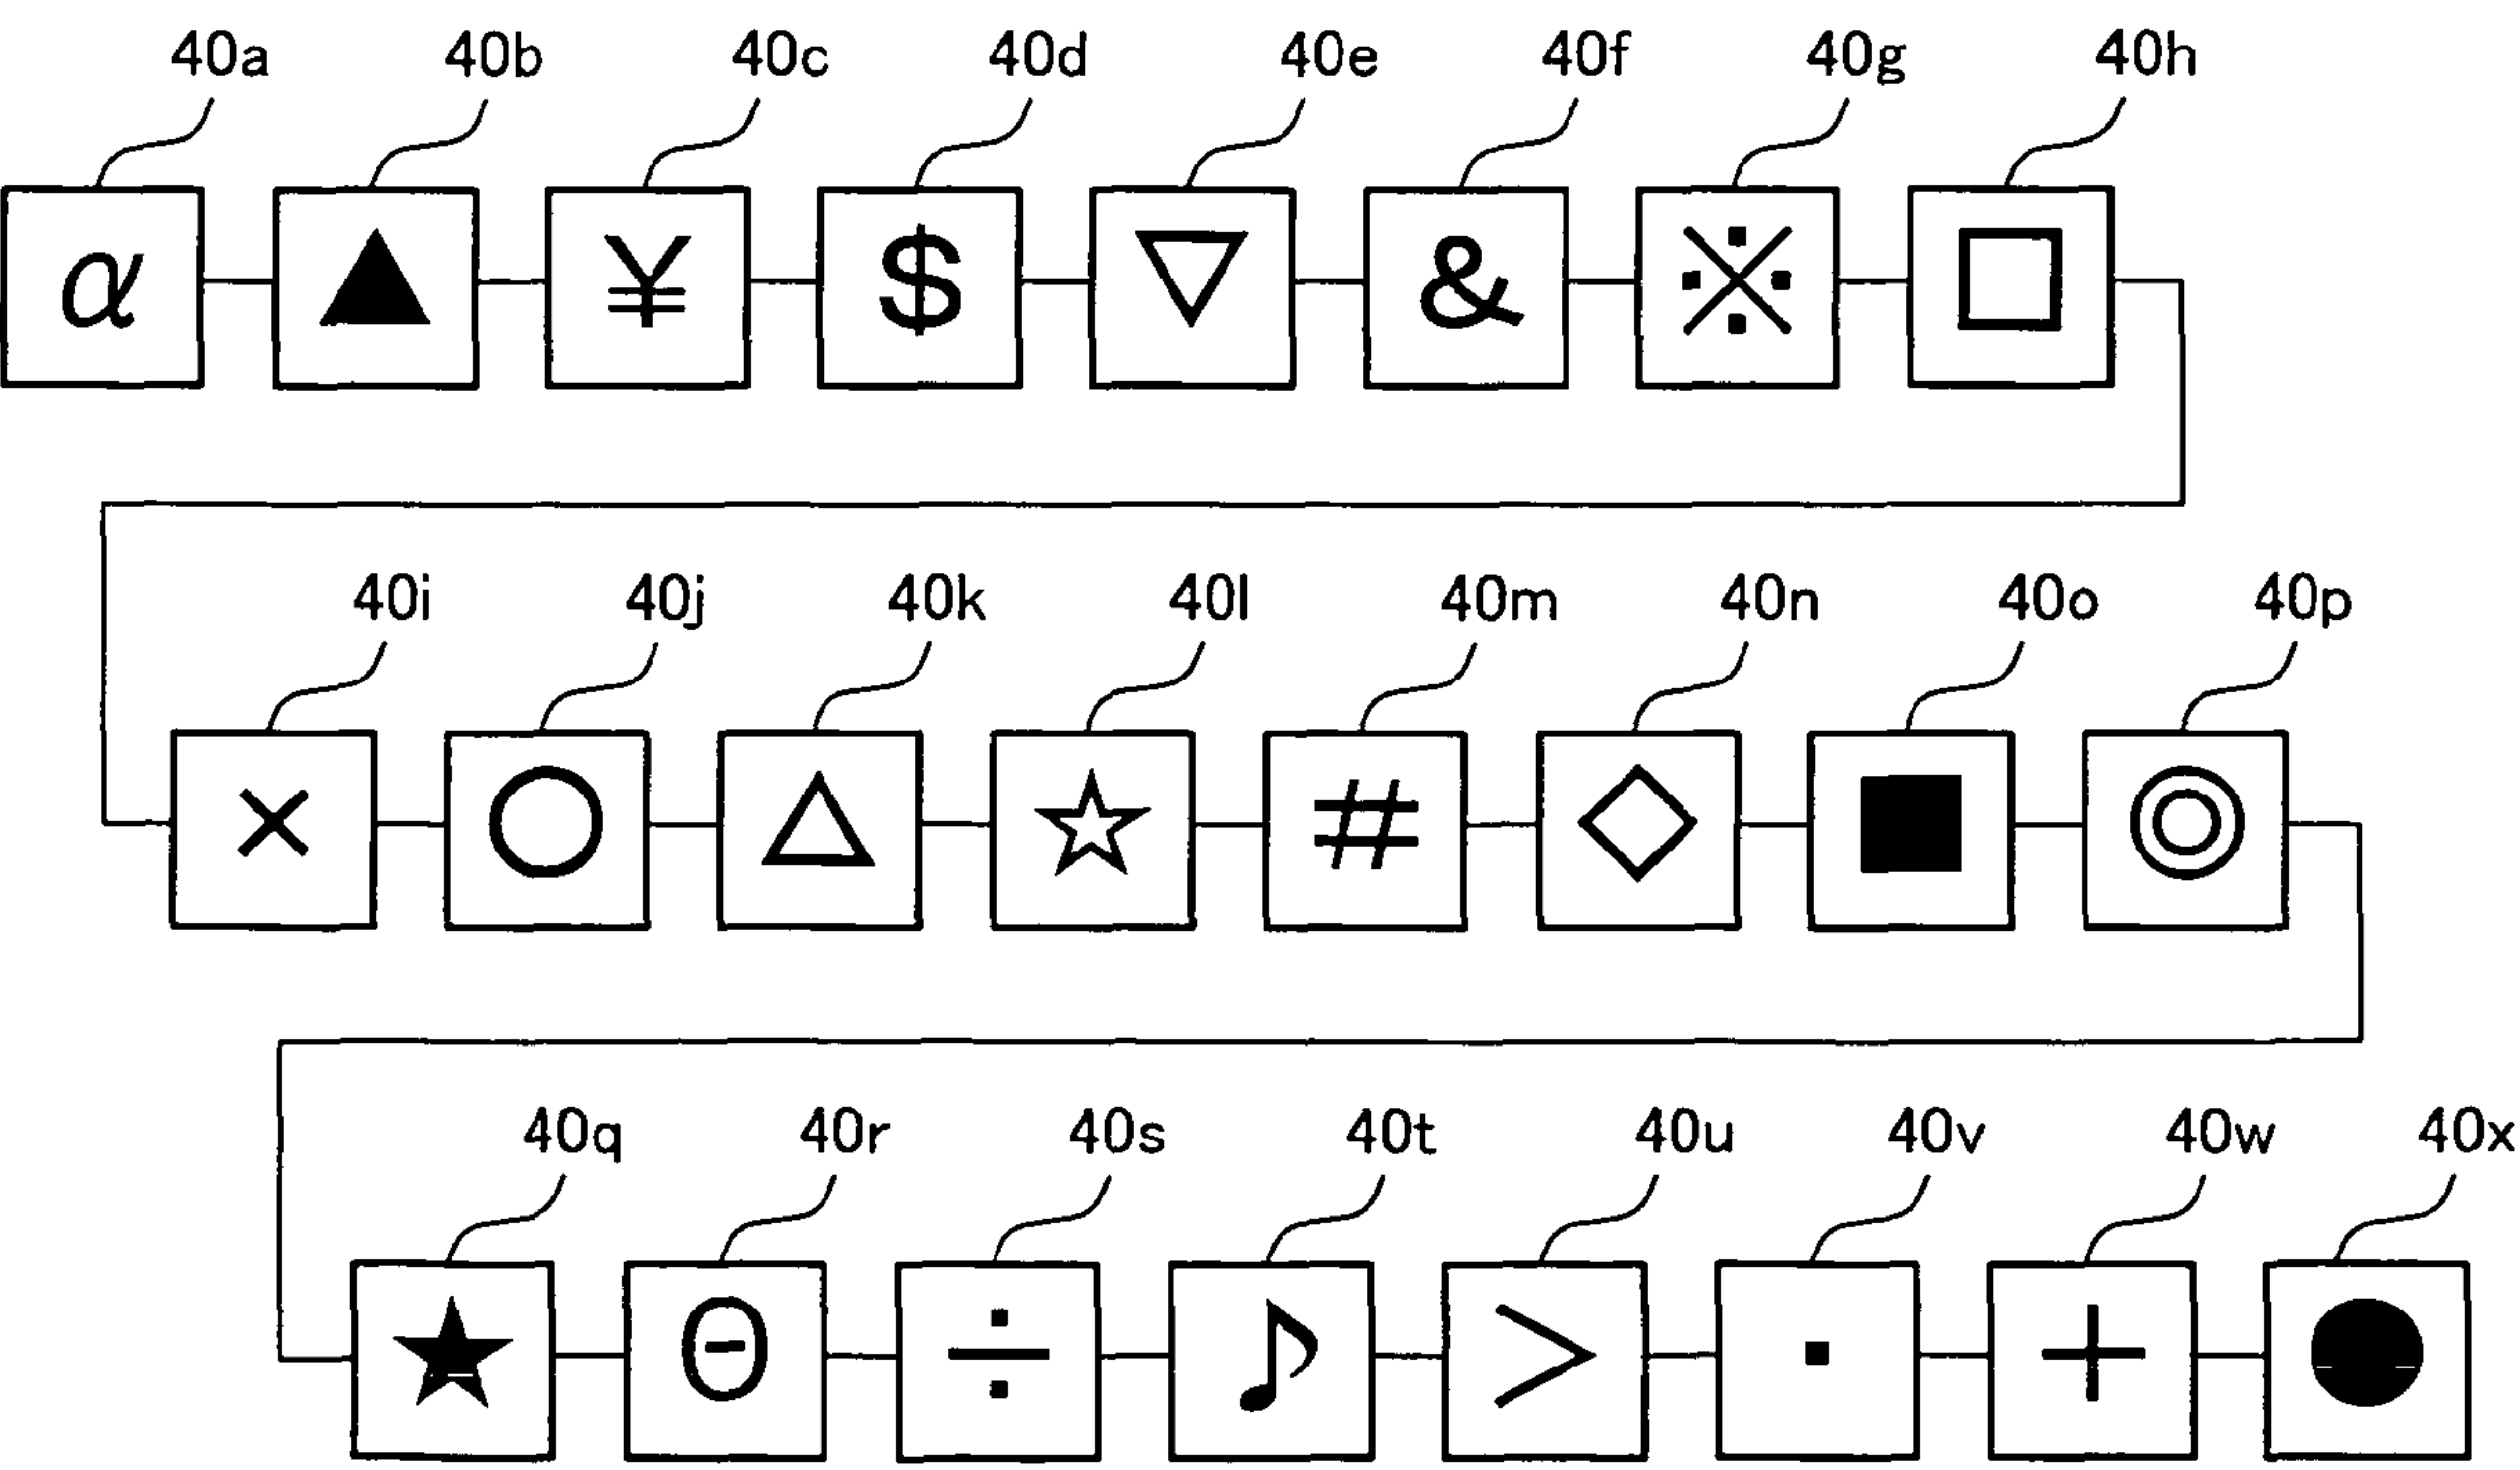 40a 40b 40c 40d 40e 40f 40g 40h
α ▲ ¥ $ ▽ & ※ □
40i 40j 40k 40l 40m 40n 40o 40p
× ○ △ ☆ # ◇ ■ ◎
40q 40r 40s 40t 40u 40v 40w 40x
★ Θ ÷ ♪ > ▪ + ●